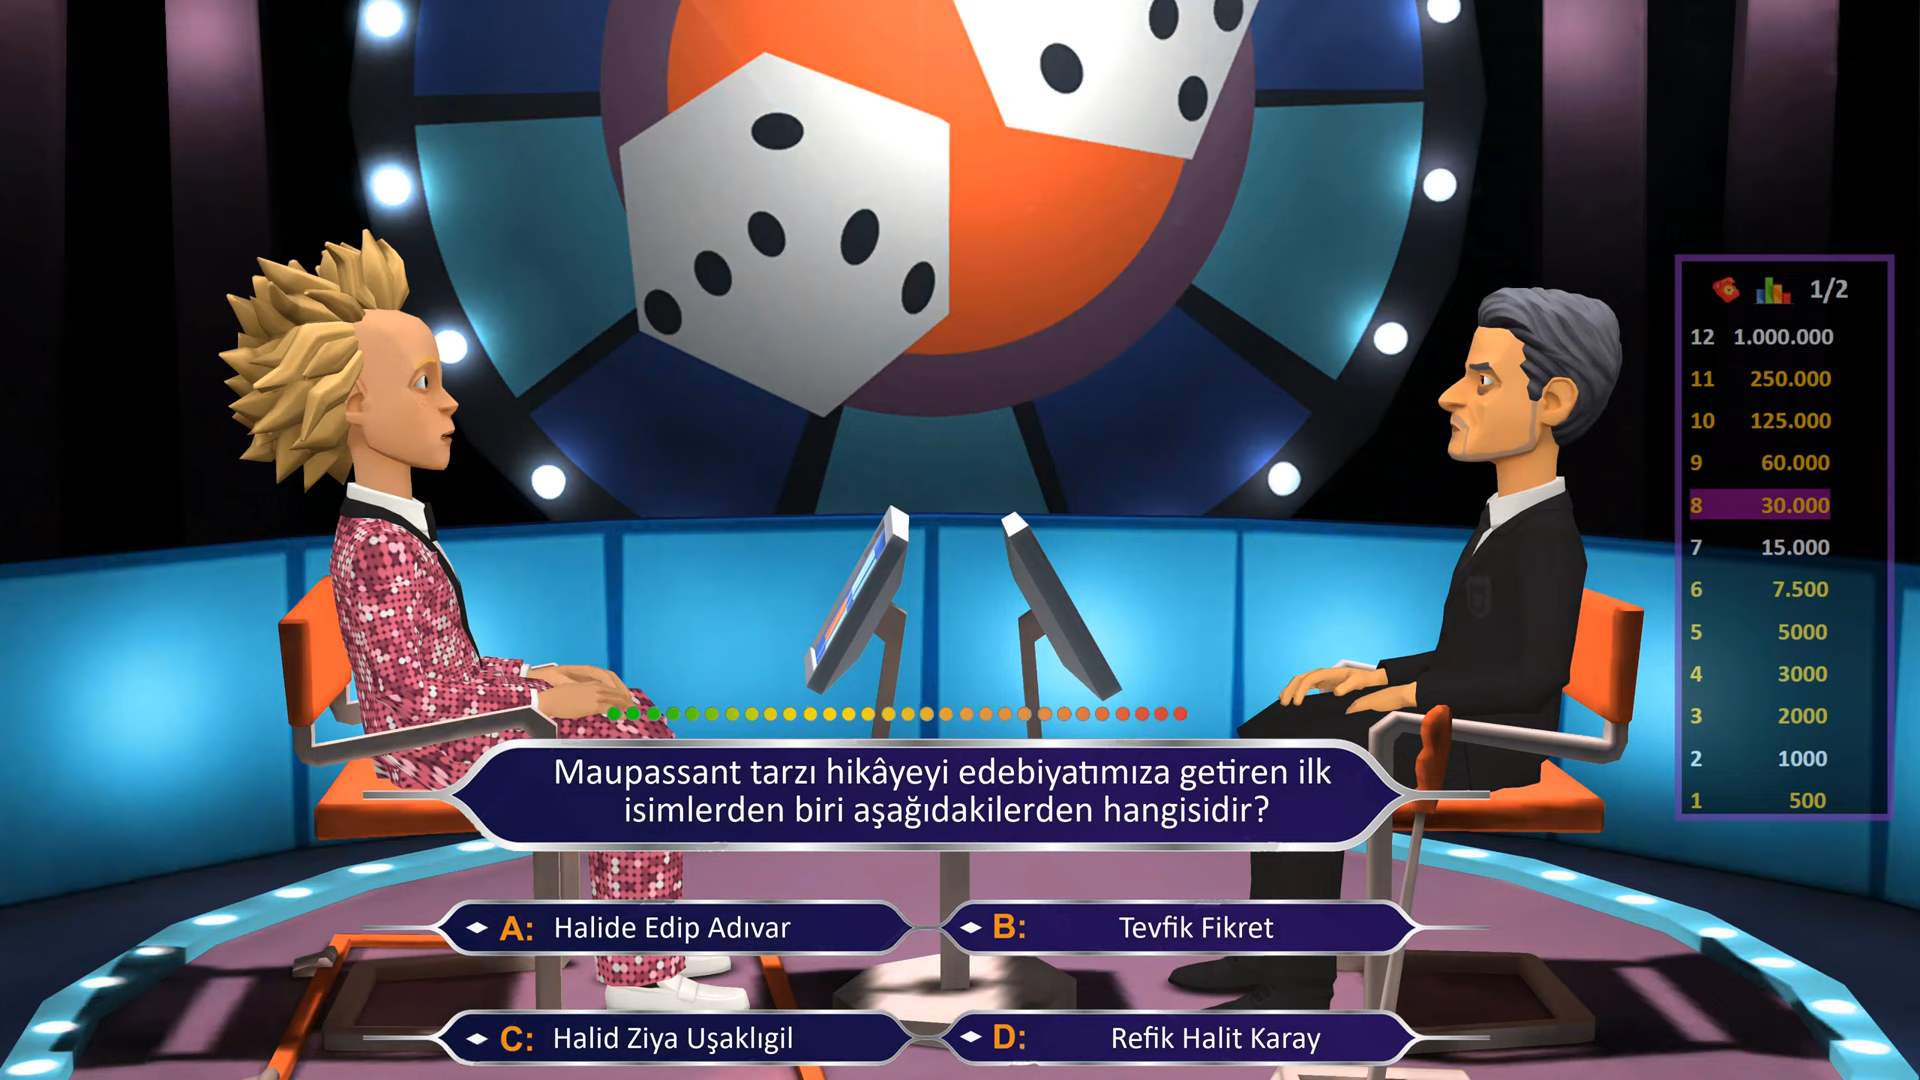 1/2
12 1.000.000
11 250.000
10 125.000
9 60.000
8 30.000
7 15.000
6 7.500
5 5000
4 3000
3 2000
2 1000
1 500
Maupassant tarzı hikâyeyi edebiyatımıza getiren ilk
isimlerden biri aşağıdakilerden hangisidir?
A: Halide Edip Adıvar
B: Tevfik Fikret
C: Halid Ziya Uşaklıgil
D: Refik Halit Karay